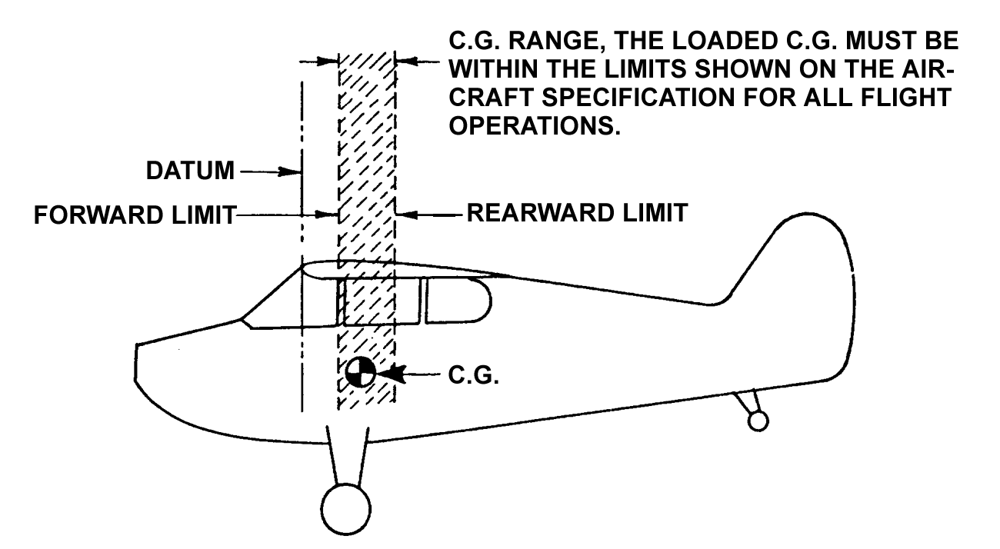 C.G. RANGE, THE LOADED C.G. MUST BE
WITHIN THE LIMITS SHOWN ON THE AIR-
CRAFT SPECIFICATION FOR ALL FLIGHT
OPERATIONS.
DATUM
FORWARD LIMIT
REARWARD LIMIT
C.G.